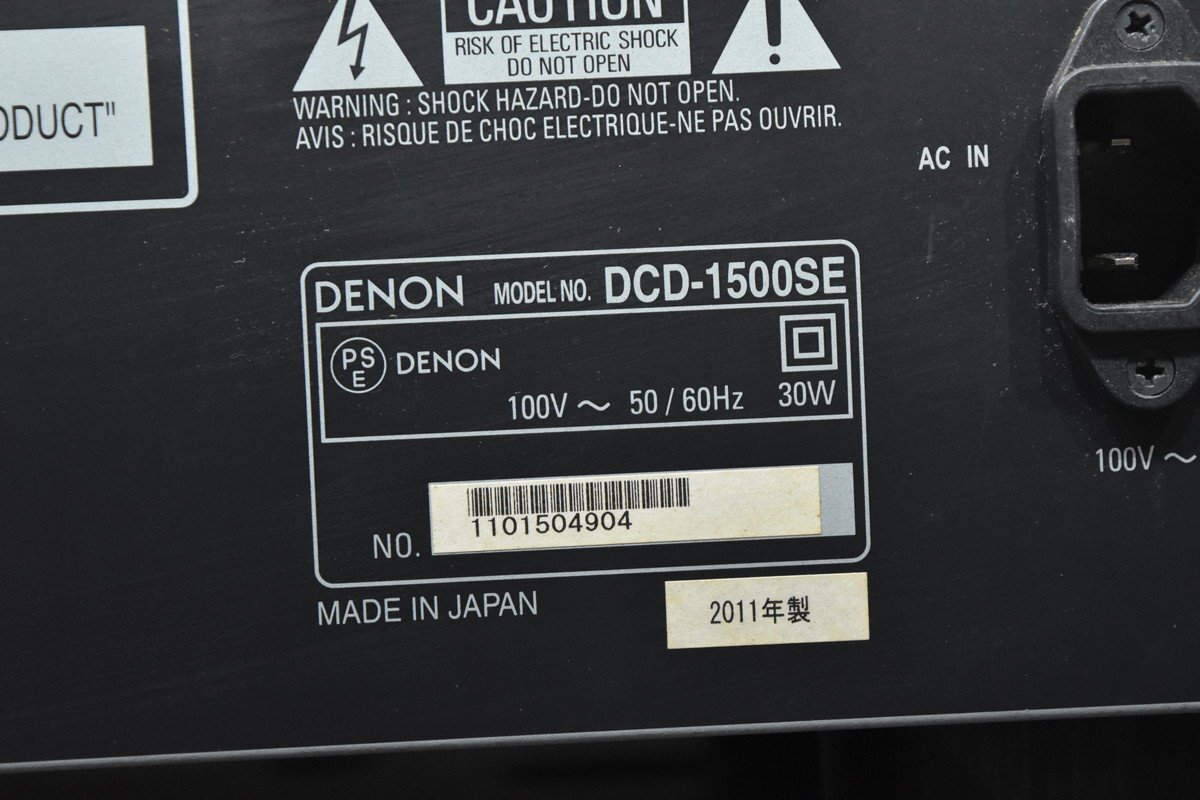 CAUTION
RISK OF ELECTRIC SHOCK
DO NOT OPEN
WARNING : SHOCK HAZARD-DO NOT OPEN.
AVIS : RISQUE DE CHOC ELECTRIQUE-NE PAS OUVRIR.
AC IN
DENON MODEL NO. DCD-1500SE
PS
E
DENON
100V ~ 50 / 60Hz 30W
100V ~
1101504904
NO.
MADE IN JAPAN
2011年製